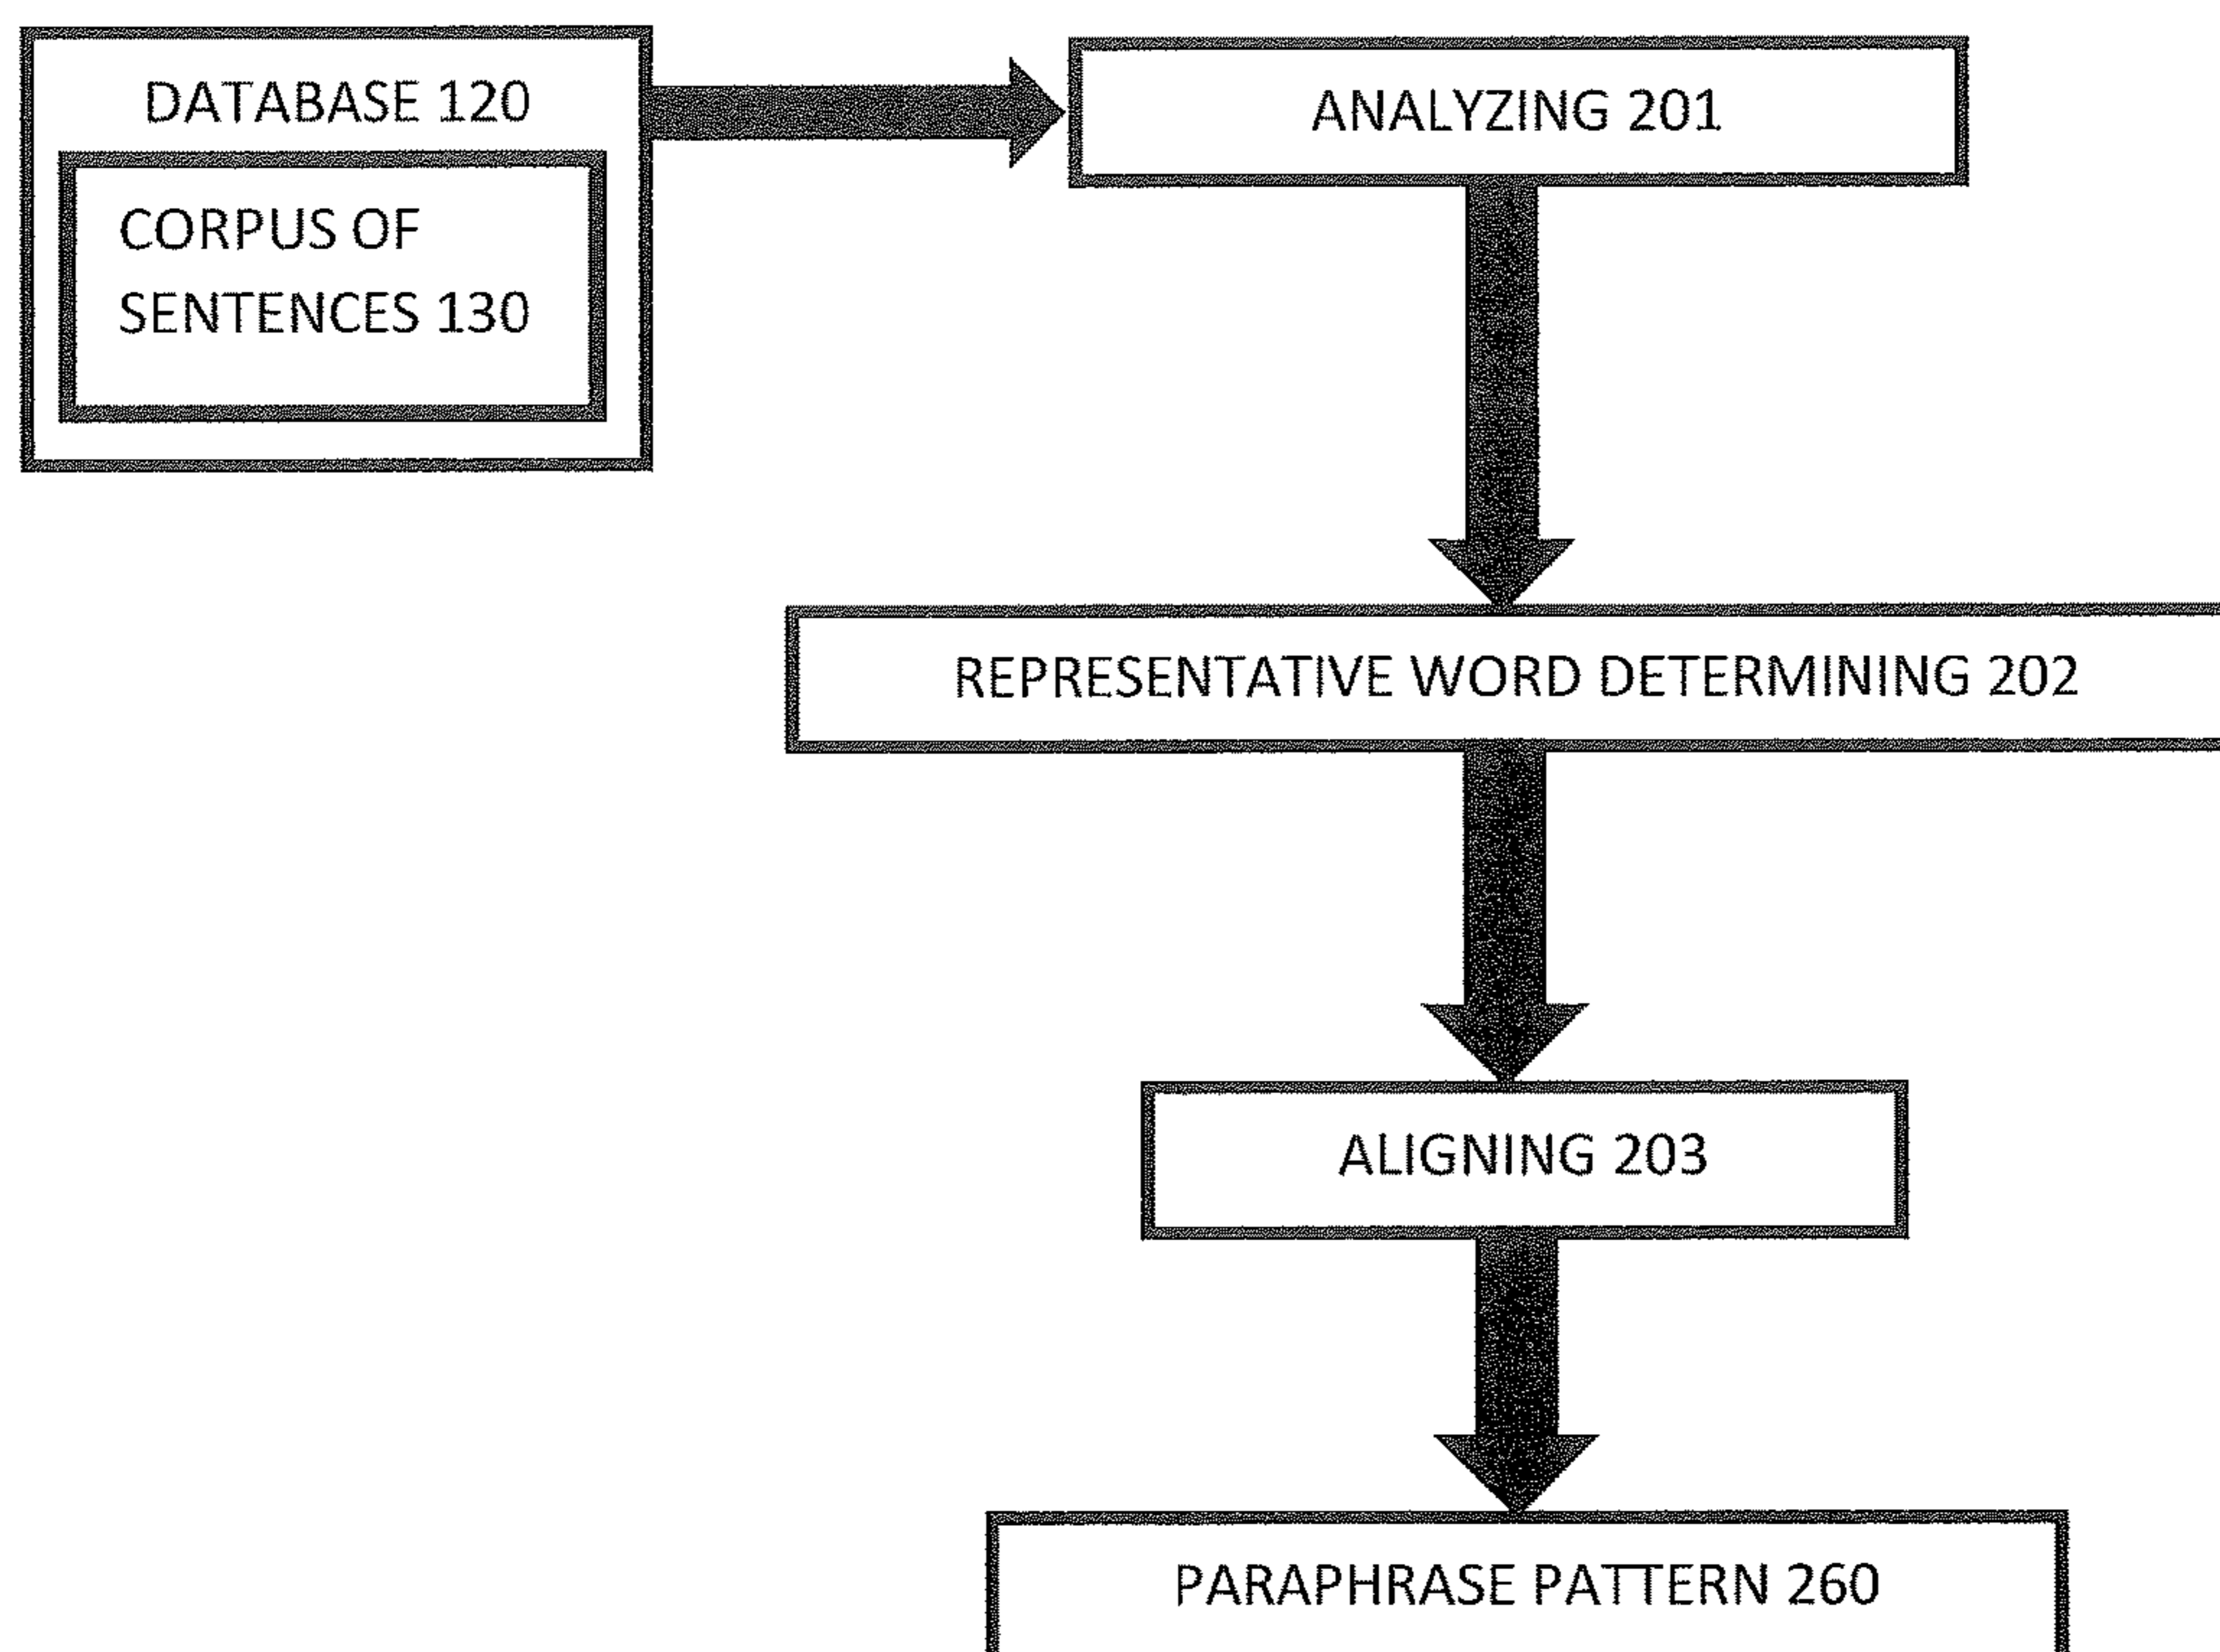 DATABASE 120
CORPUS OF
SENTENCES 130
ANALYZING 201
REPRESENTATIVE WORD DETERMINING 202
ALIGNING 203
PARAPHRASE PATTERN 260